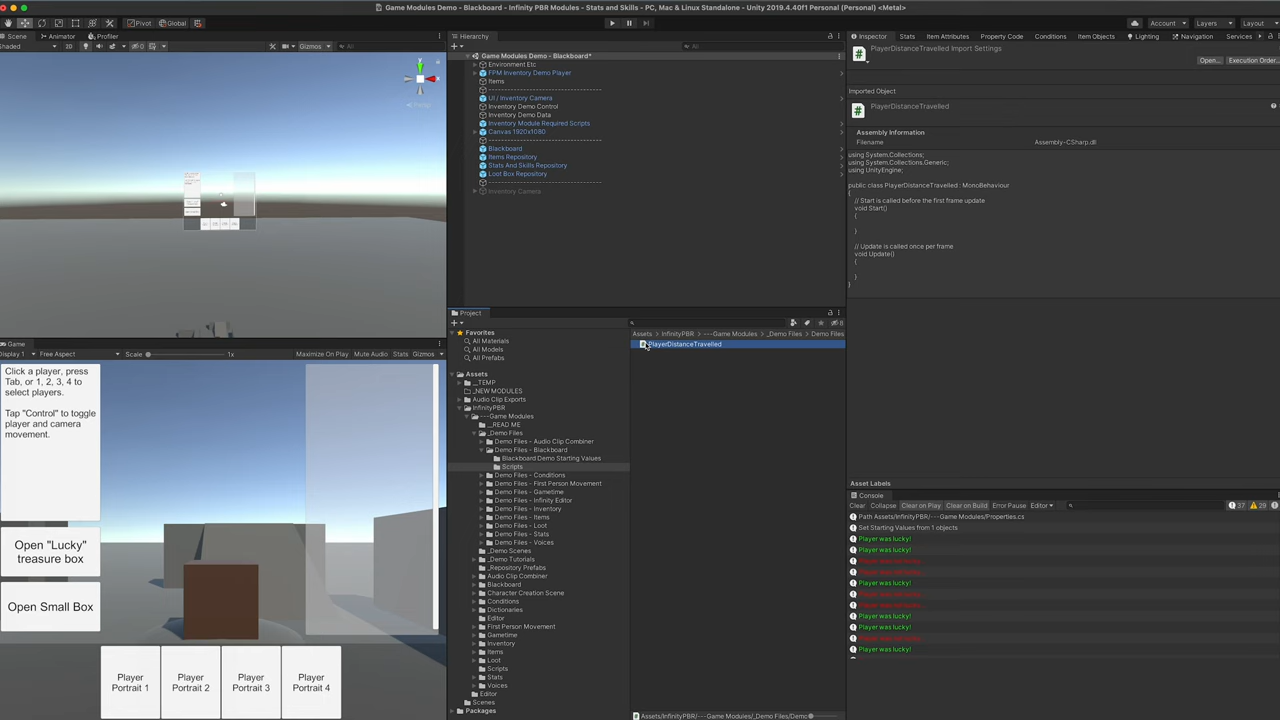 Game Modules Demo - Blackboard - Infinity PBR Modules - Stats and Skills - PC, Mac & Linux Standalone - Unity 2019.4.40f1 Personal (Personal) <Metal>
Pivot
Global
Account
Layers
Layout
Scene
Animator
Profiler
Shaded
2D
Gizmos
All
Persp
Hierarchy
All
Game Modules Demo - Blackboard*
Environment Etc
FPM Inventory Demo Player
Items
----------------------------------------
UI / Inventory Camera
Inventory Demo Control
Inventory Demo Data
Inventory Module Required Scripts
Canvas 1920x1080
----------------------------------------
Blackboard
Items Repository
Stats And Skills Repository
Loot Box Repository
----------------------------------------
Inventory Camera
Game
Display 1
Free Aspect
Scale
1x
Maximize On Play
Mute Audio
Stats
Gizmos
Click a player, press
Tab, or 1, 2, 3, 4 to
select players.
Tap "Control" to toggle
player and camera
movement.
Open "Lucky"
treasure box
Open Small Box
Player
Portrait 1
Player
Portrait 2
Player
Portrait 3
Player
Portrait 4
Project
Favorites
All Materials
All Models
All Prefabs
Assets
__TEMP
_NEW MODULES
Audio Clip Exports
InfinityPBR
---Game Modules
__READ ME
_Demo Files
Demo Files - Audio Clip Combiner
Demo Files - Blackboard
Blackboard Demo Starting Values
Scripts
Demo Files - Conditions
Demo Files - First Person Movement
Demo Files - Gametime
Demo Files - Infinity Editor
Demo Files - Inventory
Demo Files - Items
Demo Files - Loot
Demo Files - Stats
Demo Files - Voices
_Demo Scenes
_Demo Tutorials
_Repository Prefabs
Audio Clip Combiner
Blackboard
Character Creation Scene
Conditions
Dictionaries
Editor
First Person Movement
Gametime
Inventory
Items
Loot
Scripts
Stats
Voices
Editor
Scenes
Packages
Assets > InfinityPBR > ---Game Modules > _Demo Files > Demo Files
PlayerDistanceTravelled
Assets/InfinityPBR/---Game Modules/_Demo Files/Demo
Inspector
Stats
Item Attributes
Property Code
Conditions
Item Objects
Lighting
Navigation
Services
PlayerDistanceTravelled Import Settings
Open...
Execution Order...
Imported Object
PlayerDistanceTravelled
Assembly Information
Filename
Assembly-CSharp.dll
using System.Collections;
using System.Collections.Generic;
using UnityEngine;
public class PlayerDistanceTravelled : MonoBehaviour
{
// Start is called before the first frame update
void Start()
{
}
// Update is called once per frame
void Update()
{
}
}
Asset Labels
Console
Clear
Collapse
Clear on Play
Clear on Build
Error Pause
Editor
37
29
Path Assets/InfinityPBR/---Game Modules/Properties.cs
Set Starting Values from 1 objects
Player was lucky!
Player was lucky!
Player was lucky!
Player was lucky!
Player was lucky!
Player was lucky!